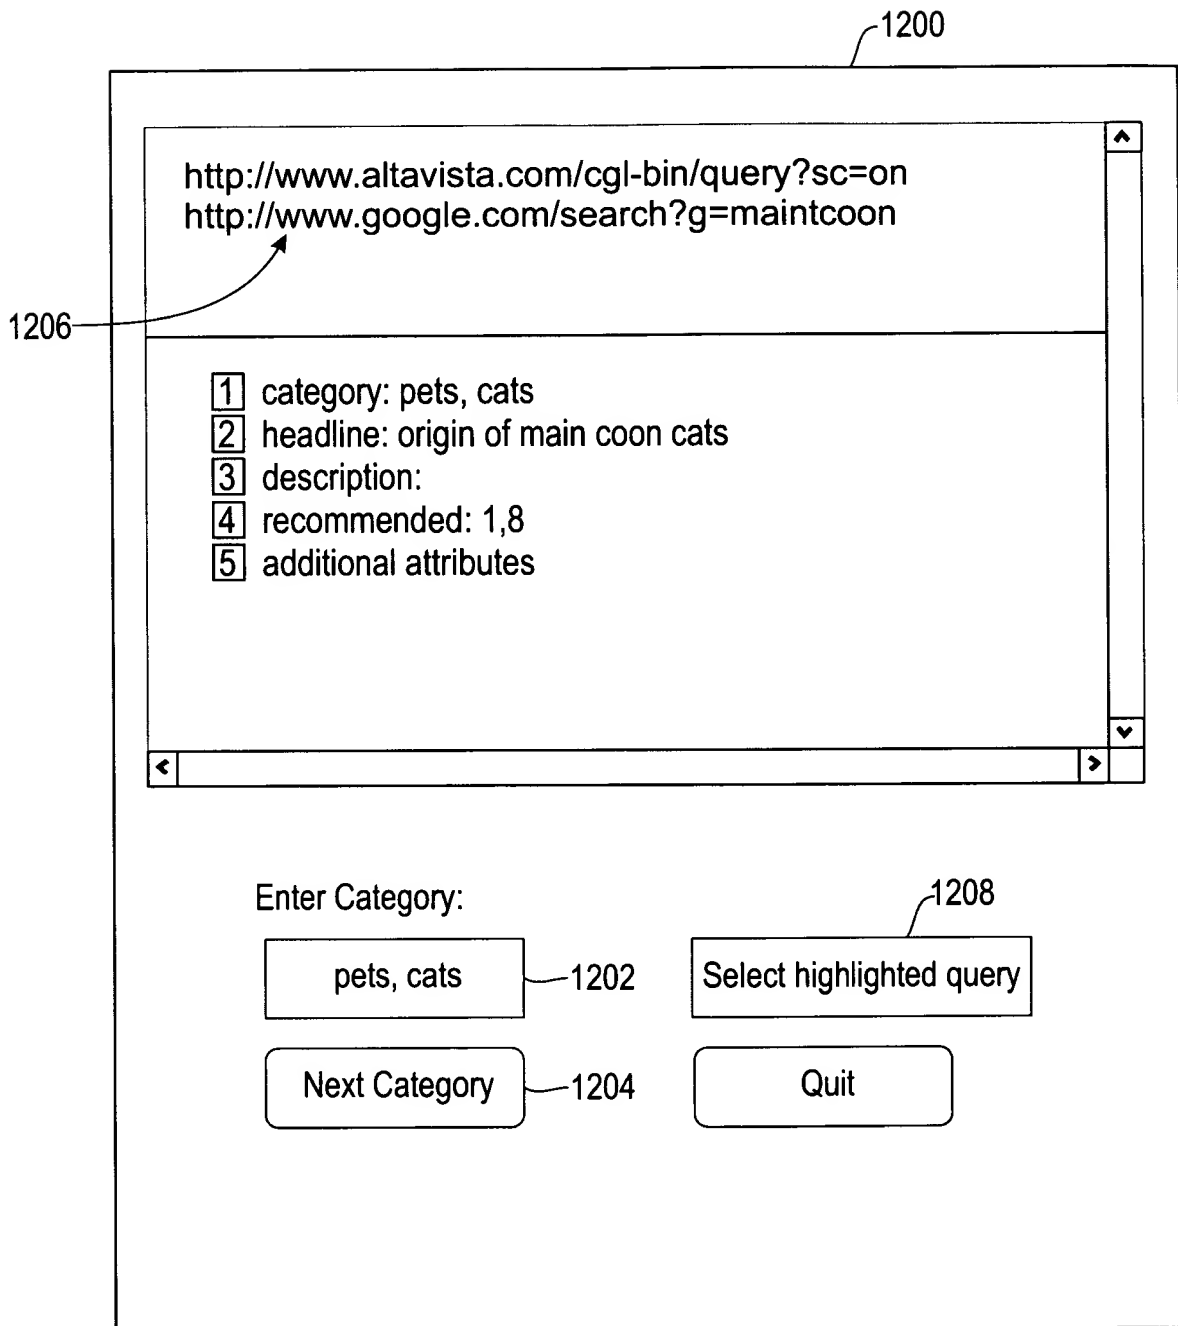 1200
http://www.altavista.com/cgl-bin/query?sc=on
http://www.google.com/search?g=maintcoon
1206
1 category: pets, cats
2 headline: origin of main coon cats
3 description:
4 recommended: 1,8
5 additional attributes
Enter Category:
1208
pets, cats
1202
Select highlighted query
Next Category
1204
Quit